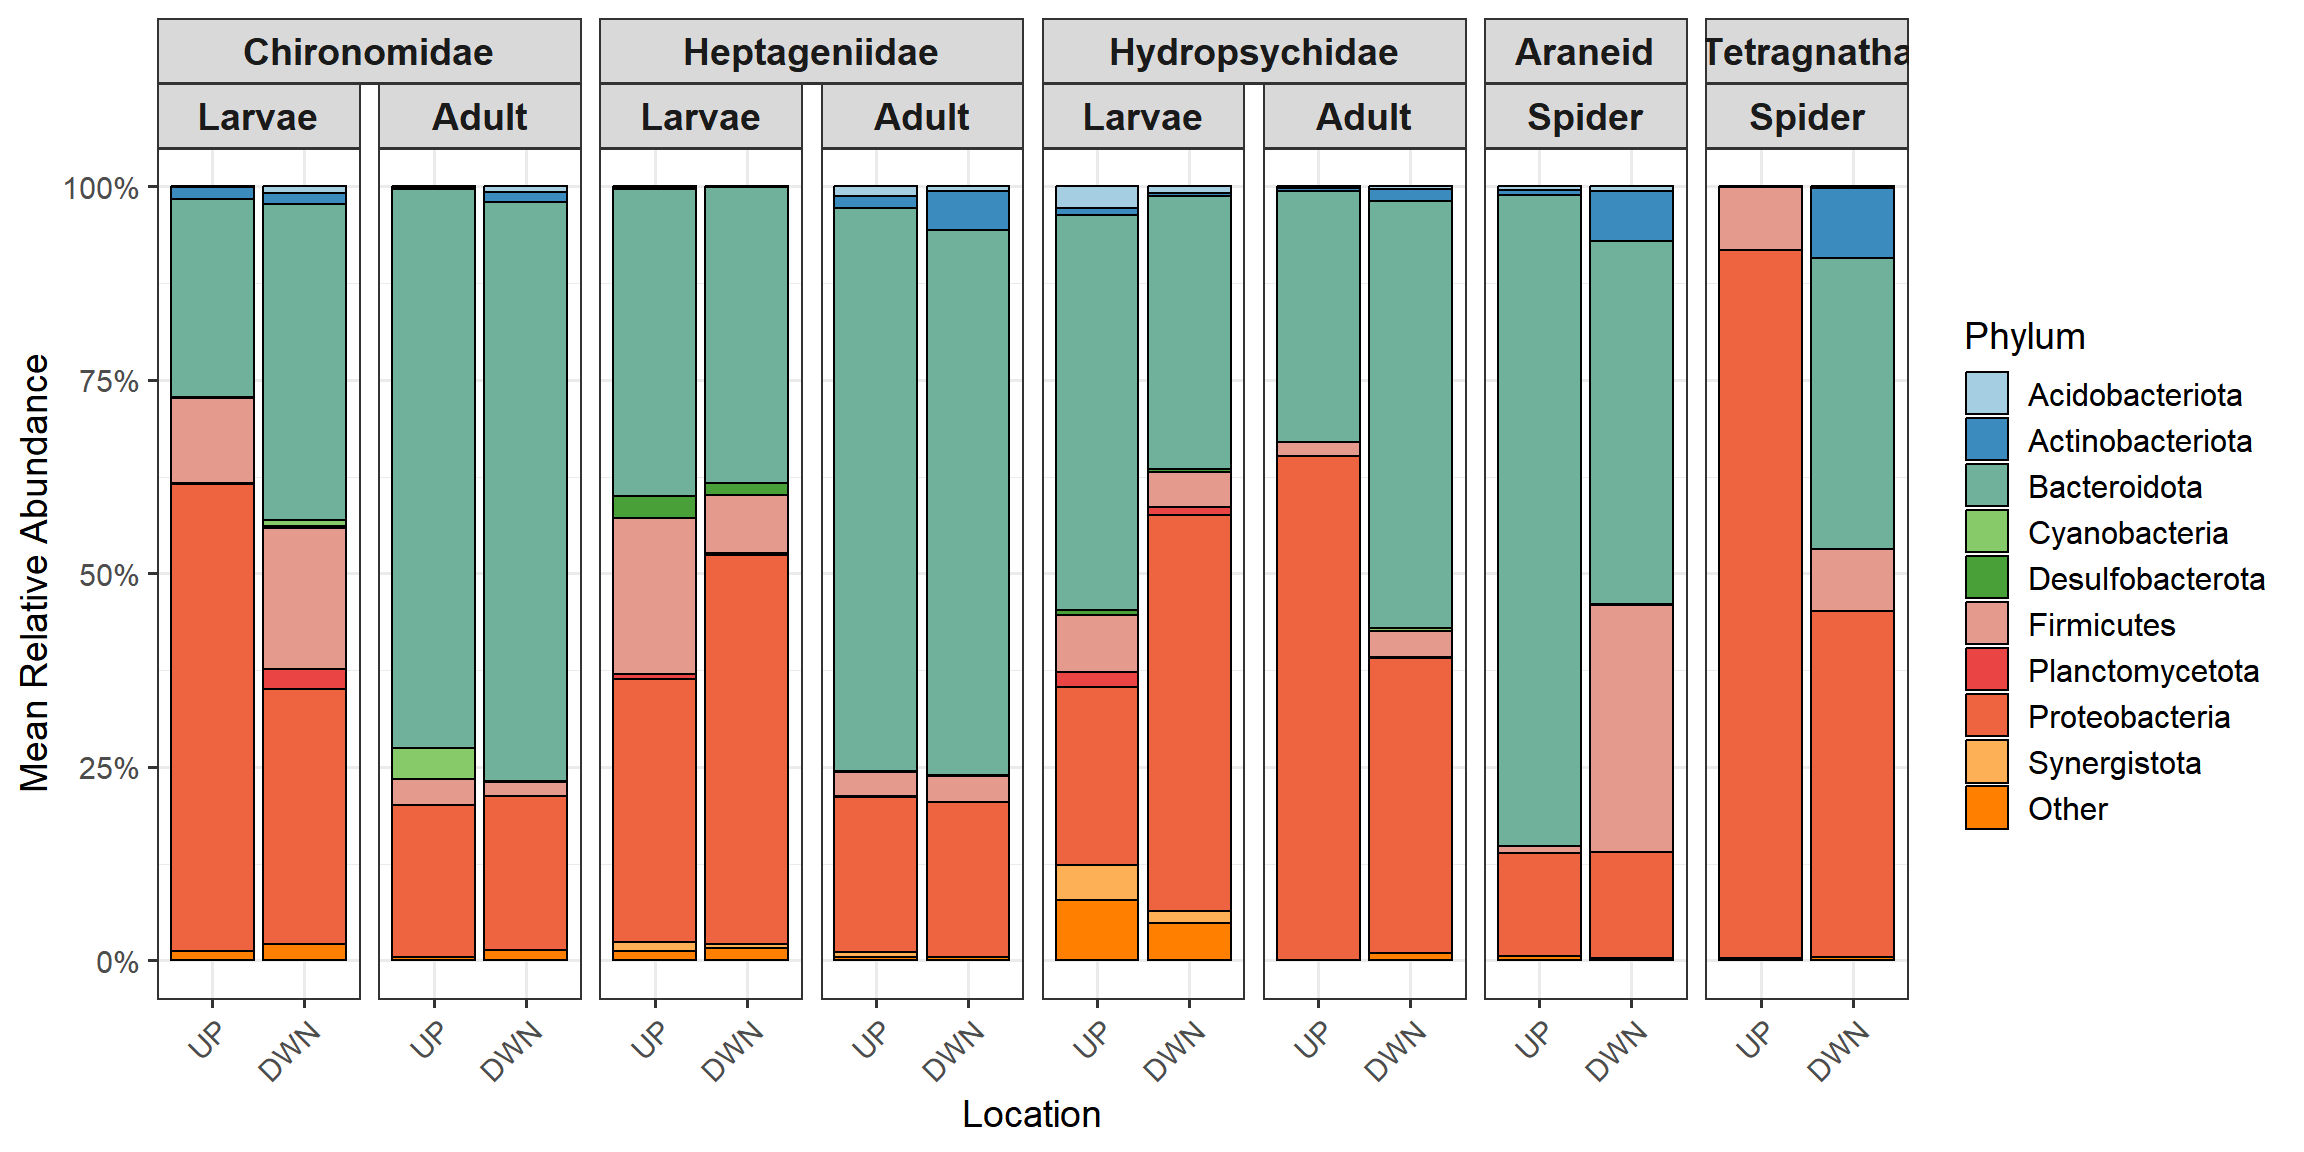 Chironomidae Heptageniidae Hydropsychidae Araneid Tetragnatha
Larvae Adult Larvae Adult Larvae Adult Spider Spider
100%
75%
50%
25%
0%
Mean Relative Abundance
UP DWN UP DWN UP DWN UP DWN UP DWN UP DWN UP DWN UP DWN
Location
Phylum
Acidobacteriota
Actinobacteriota
Bacteroidota
Cyanobacteria
Desulfobacterota
Firmicutes
Planctomycetota
Proteobacteria
Synergistota
Other